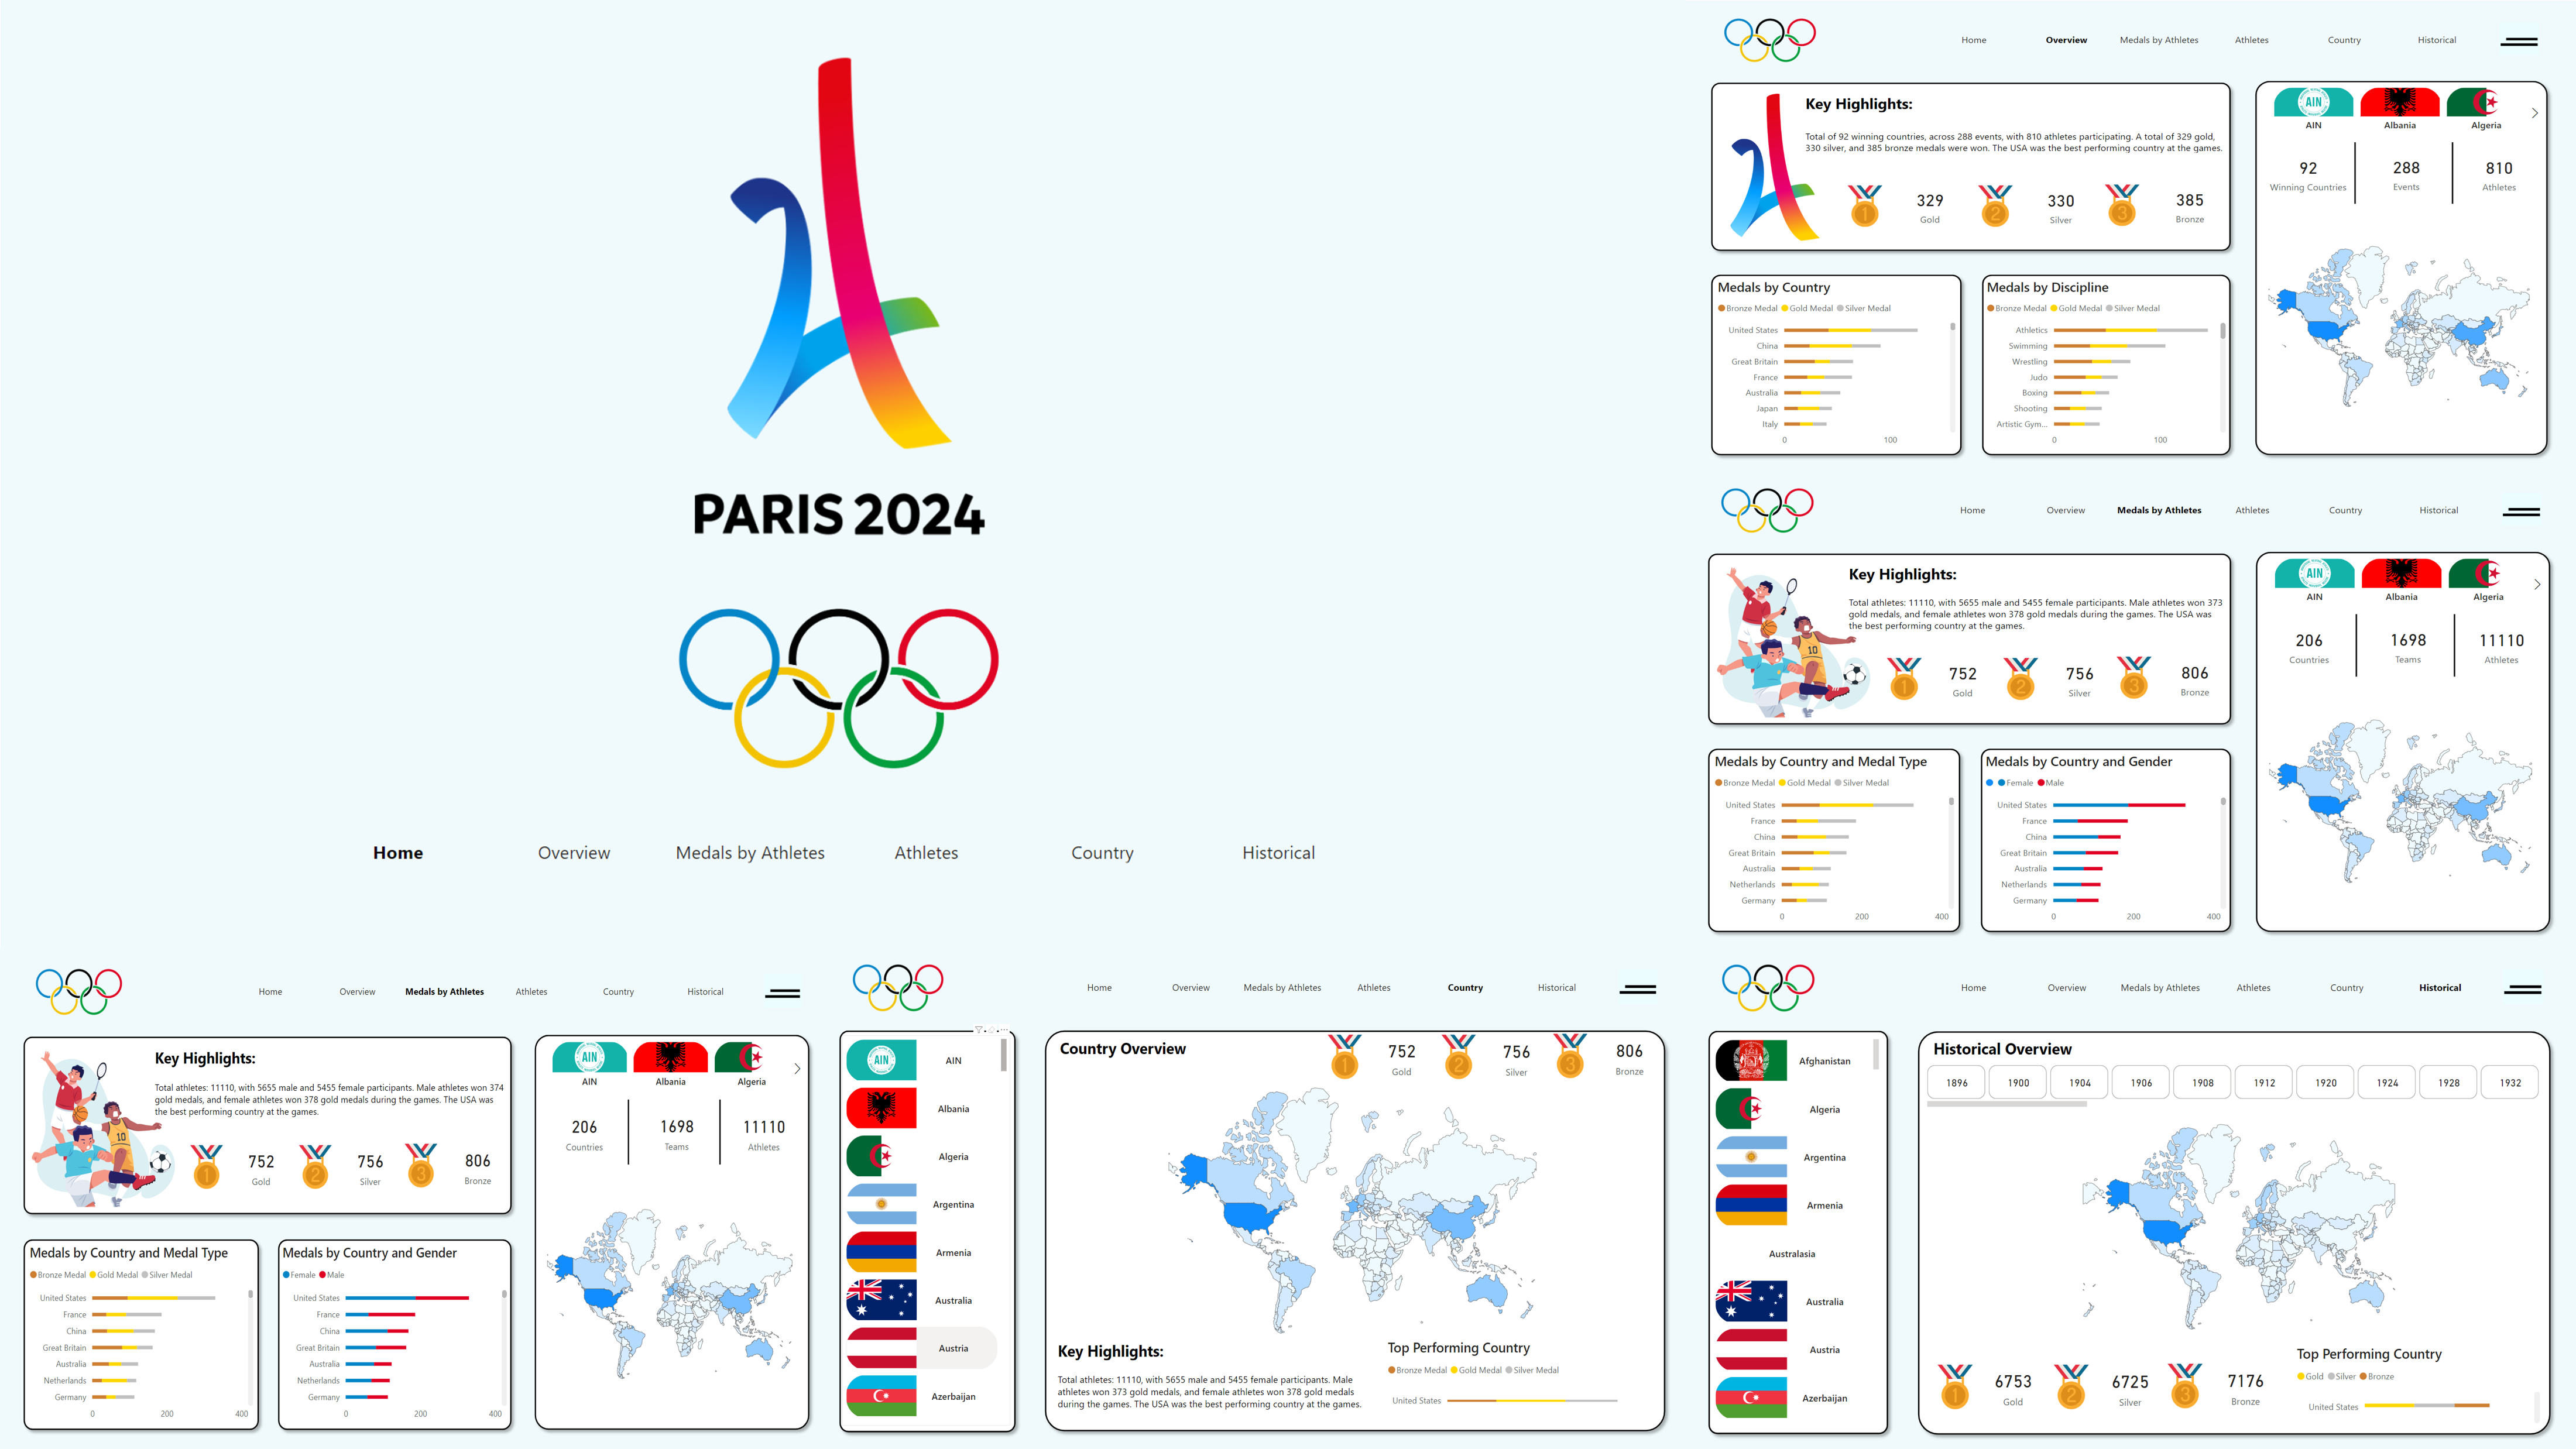 PARIS 2024
Home Overview Medals by Athletes Athletes Country Historical
Home Overview Medals by Athletes Athletes Country Historical
Key Highlights:
Total of 92 winning countries, across 288 events, with 810 athletes participating. A total of 329 gold,
330 silver, and 385 bronze medals were won. The USA was the best performing country at the games.
1 329 Gold
2 330 Silver
3 385 Bronze
AIN
AIN Albania Algeria
92 288 810
Winning Countries Events Athletes
Medals by Country
Bronze Medal Gold Medal Silver Medal
United States
China
Great Britain
France
Australia
Japan
Italy
0 100
Medals by Discipline
Bronze Medal Gold Medal Silver Medal
Athletics
Swimming
Wrestling
Judo
Boxing
Shooting
Artistic Gym...
0 100
Home Overview Medals by Athletes Athletes Country Historical
Key Highlights:
Total athletes: 11110, with 5655 male and 5455 female participants. Male athletes won 373
gold medals, and female athletes won 378 gold medals during the games. The USA was
the best performing country at the games.
10
1 752 Gold
2 756 Silver
3 806 Bronze
AIN
AIN Albania Algeria
206 1698 11110
Countries Teams Athletes
Medals by Country and Medal Type
Bronze Medal Gold Medal Silver Medal
United States
France
China
Great Britain
Australia
Netherlands
Germany
0 200 400
Medals by Country and Gender
Female Male
United States
France
China
Great Britain
Australia
Netherlands
Germany
0 200 400
Home Overview Medals by Athletes Athletes Country Historical
Key Highlights:
Total athletes: 11110, with 5655 male and 5455 female participants. Male athletes won 374
gold medals, and female athletes won 378 gold medals during the games. The USA was
the best performing country at the games.
10
1 752 Gold
2 756 Silver
3 806 Bronze
AIN
AIN Albania Algeria
206 1698 11110
Countries Teams Athletes
Medals by Country and Medal Type
Bronze Medal Gold Medal Silver Medal
United States
France
China
Great Britain
Australia
Netherlands
Germany
0 200 400
Medals by Country and Gender
Female Male
United States
France
China
Great Britain
Australia
Netherlands
Germany
0 200 400
Home Overview Medals by Athletes Athletes Country Historical
AIN AIN
Albania
Algeria
Argentina
Armenia
Australia
Austria
Azerbaijan
Country Overview
1 752 Gold
2 756 Silver
3 806 Bronze
Key Highlights:
Total athletes: 11110, with 5655 male and 5455 female participants. Male
athletes won 373 gold medals, and female athletes won 378 gold medals
during the games. The USA was the best performing country at the games.
Top Performing Country
Bronze Medal Gold Medal Silver Medal
United States
Home Overview Medals by Athletes Athletes Country Historical
Afghanistan
Algeria
Argentina
Armenia
Australasia
Australia
Austria
Azerbaijan
Historical Overview
1896 1900 1904 1906 1908 1912 1920 1924 1928 1932
1 6753 Gold
2 6725 Silver
3 7176 Bronze
Top Performing Country
Gold Silver Bronze
United States